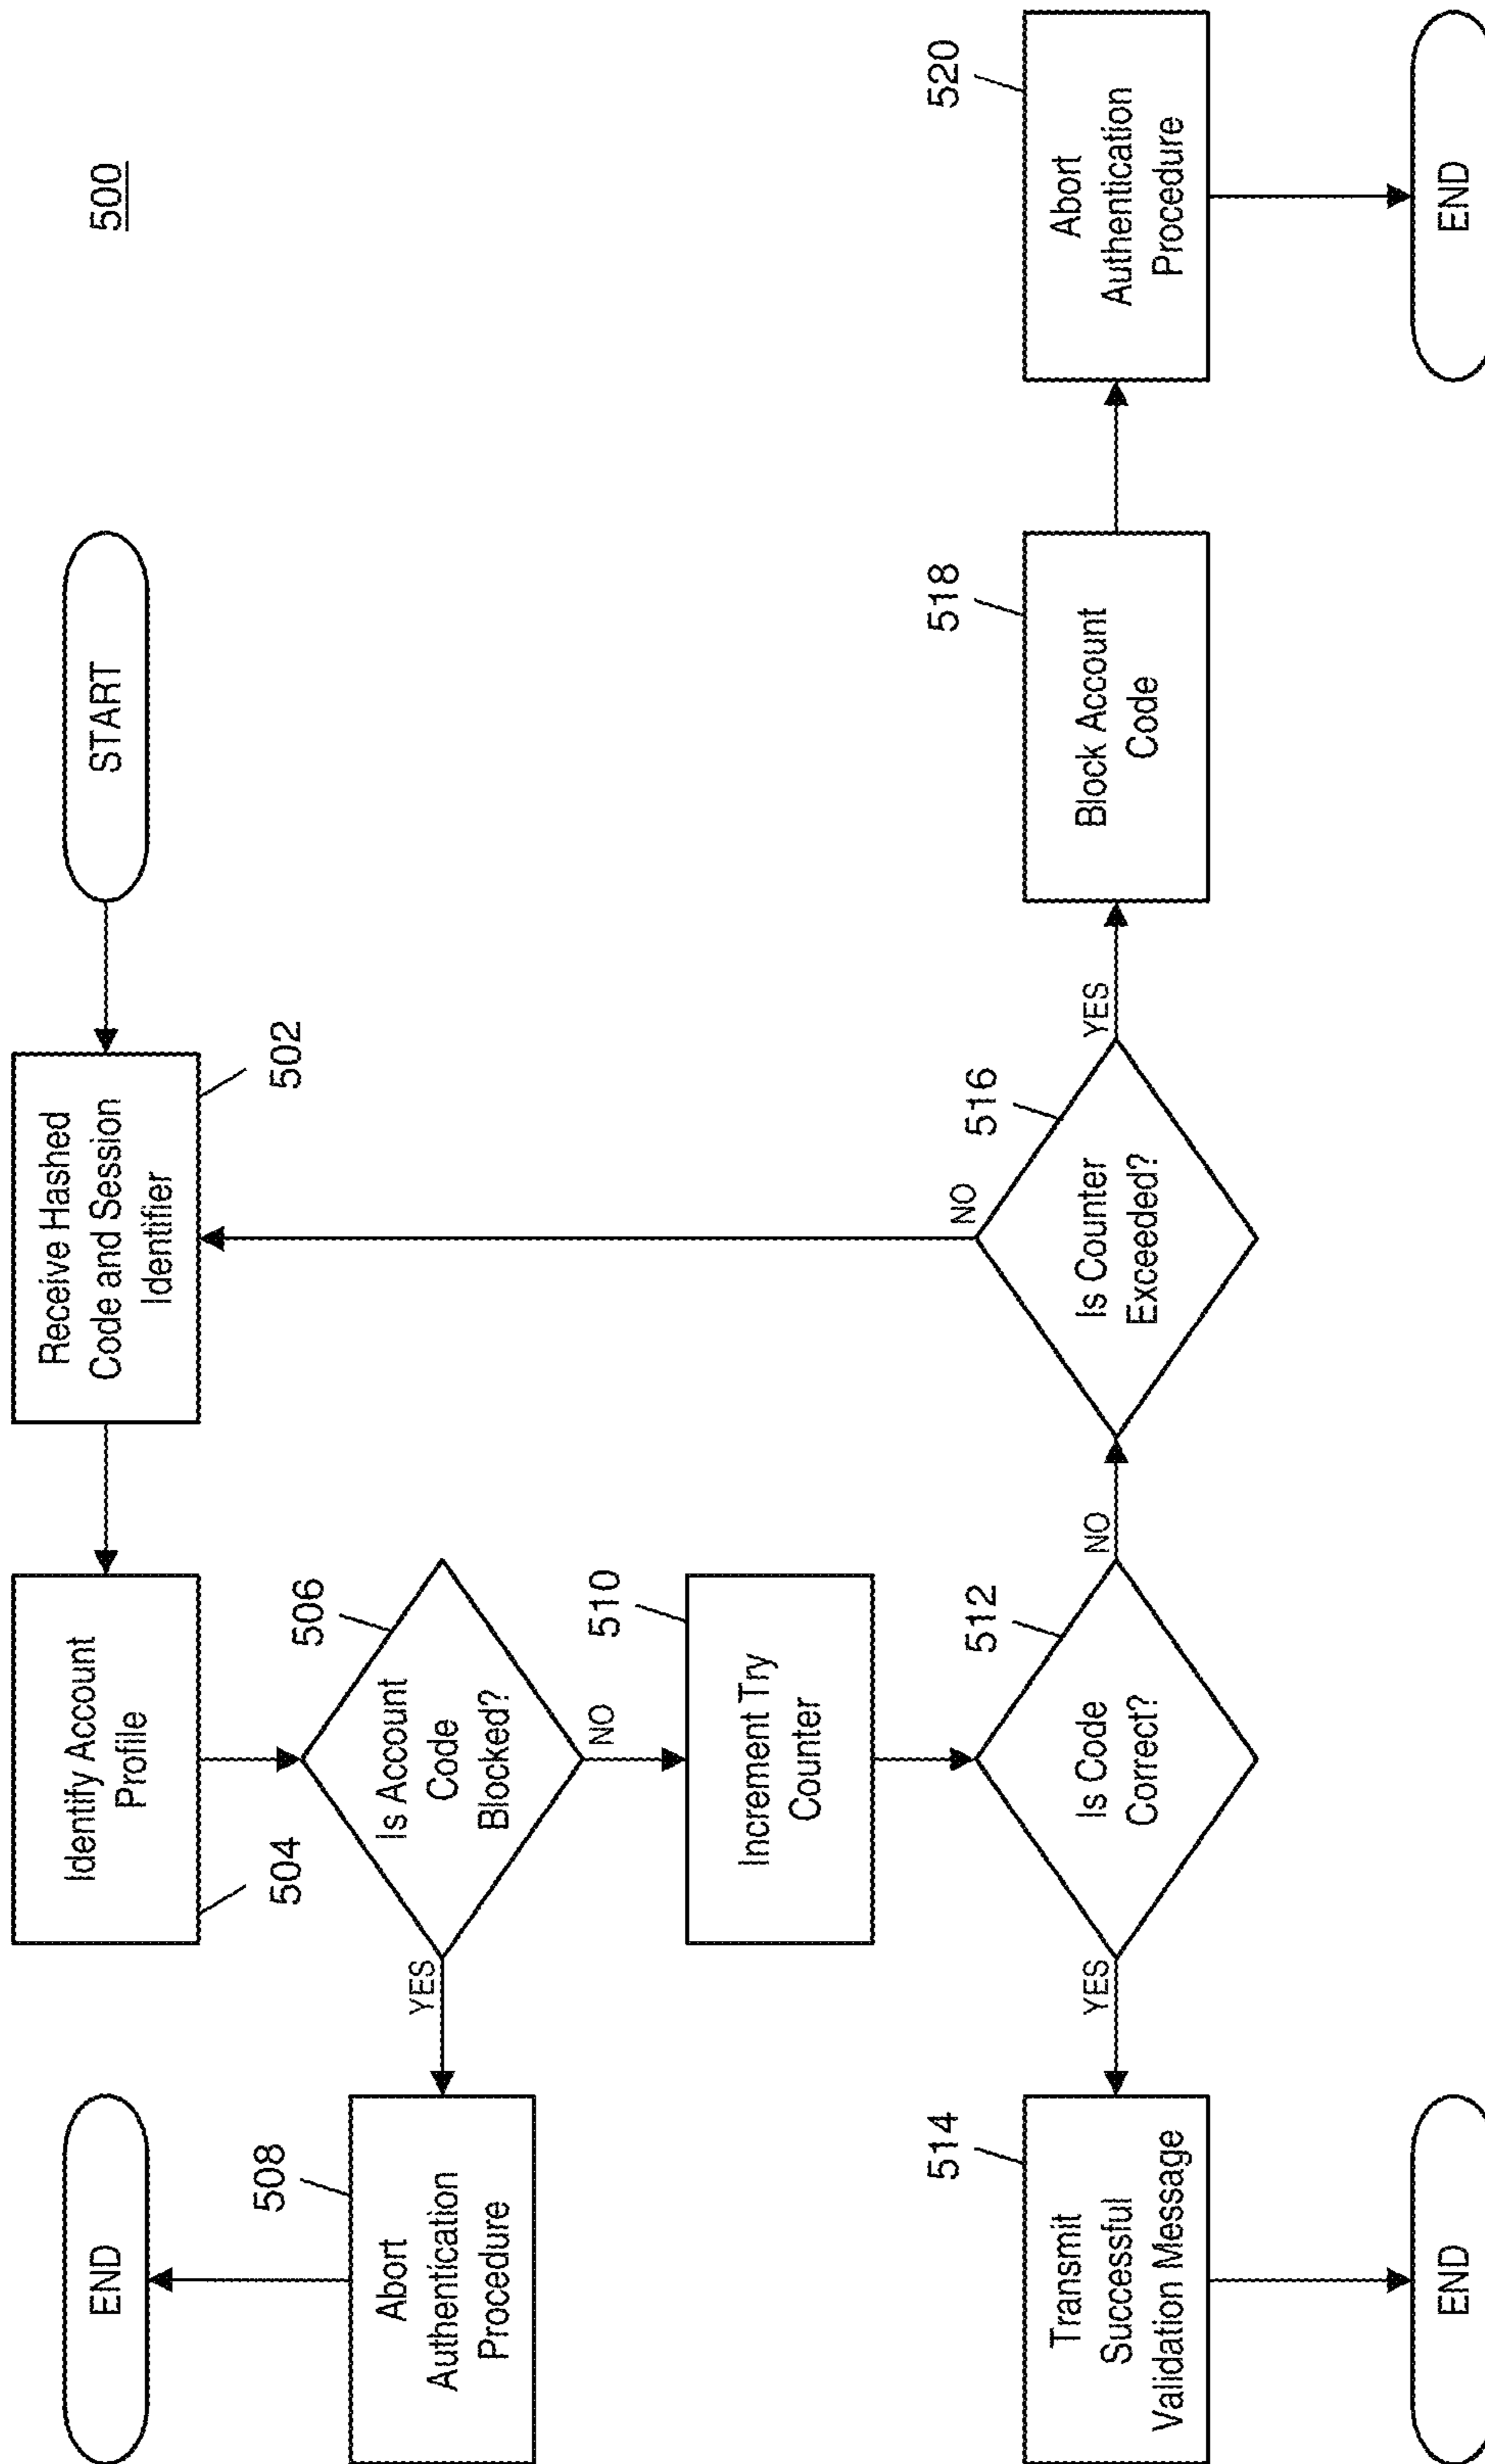 500
START
Receive Hashed
Code and Session
Identifier
502
Identify Account
Profile
504
Is Account
Code
Blocked?
506
YES
NO
Abort
Authentication
Procedure
508
END
Increment Try
Counter
510
Is Code
Correct?
512
YES
NO
Transmit
Successful
Validation Message
514
END
Is Counter
Exceeded?
516
NO
YES
Block Account
Code
518
Abort
Authentication
Procedure
520
END